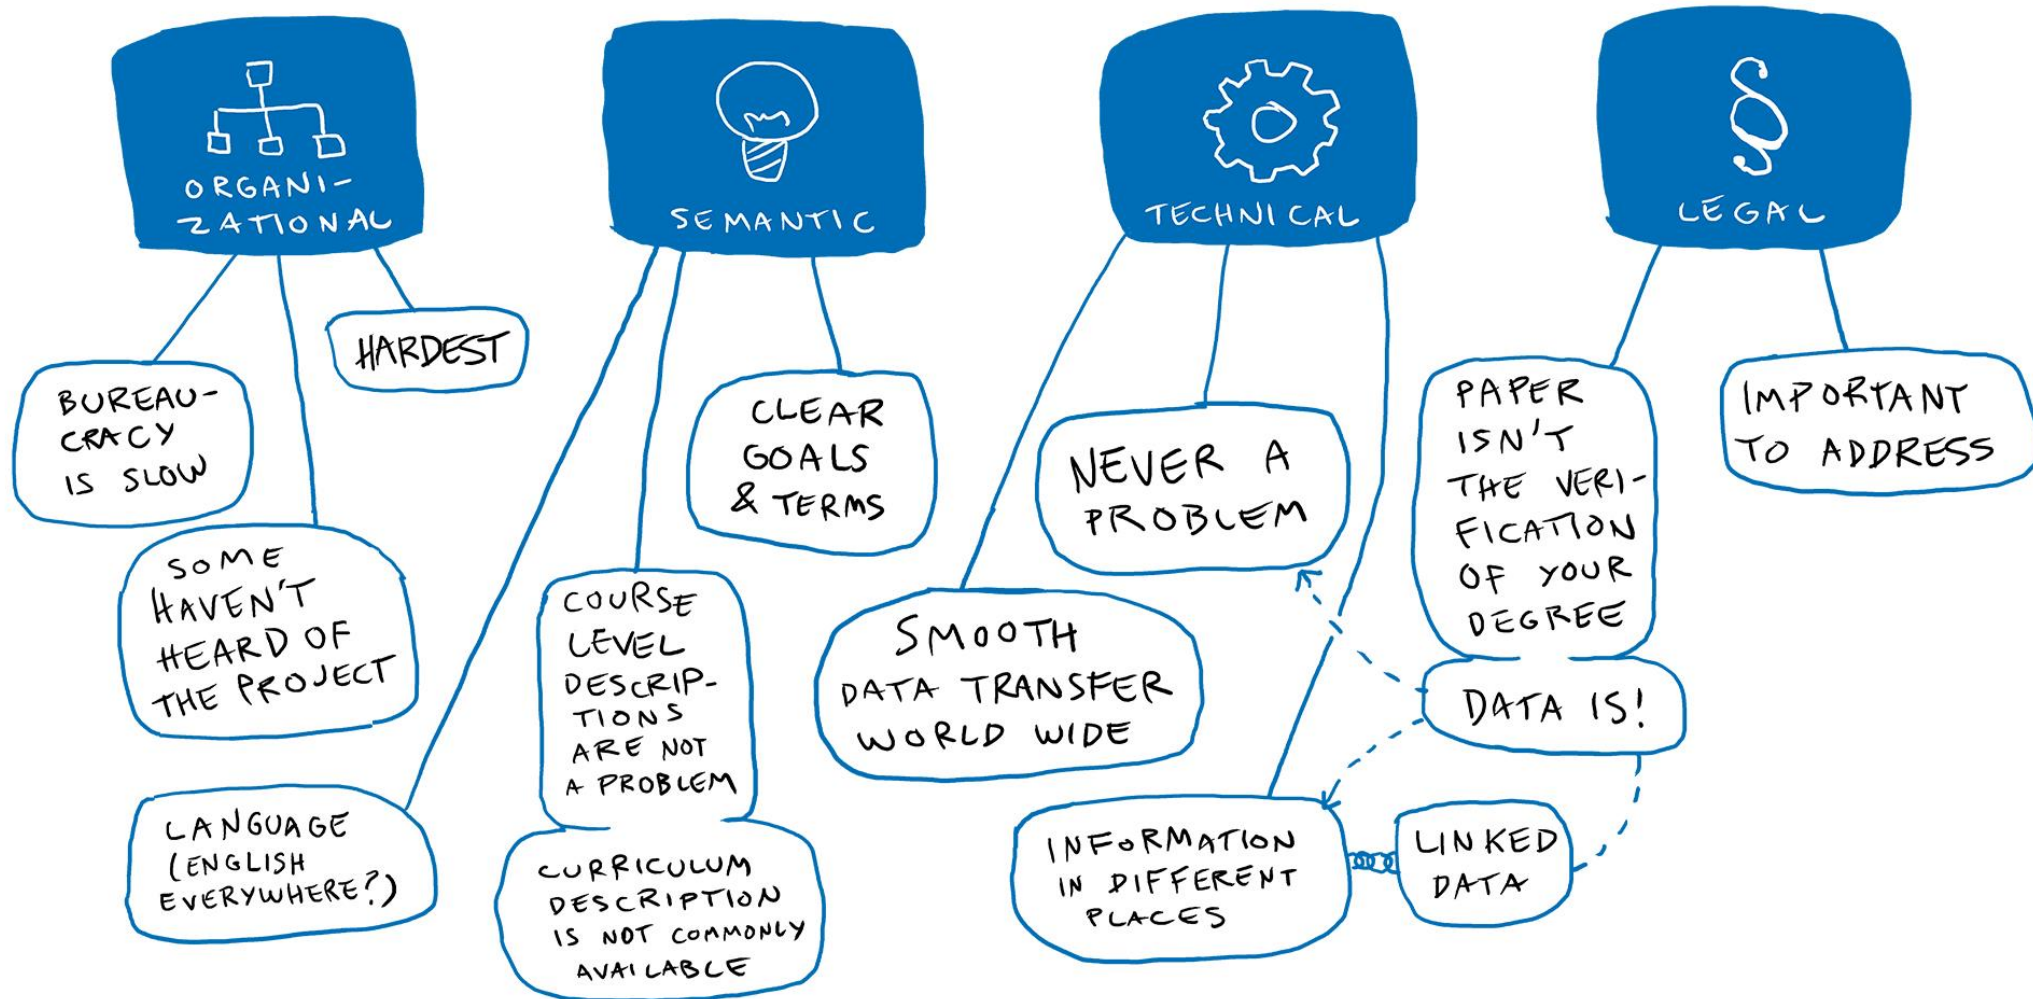 ORGANI-
ZATIONAL
SEMANTIC
TECHNICAL
§
LEGAL
HARDEST
BUREAU-
CRACY
IS SLOW
SOME
HAVEN'T
HEARD OF
THE PROJECT
CLEAR
GOALS
& TERMS
COURSE
LEVEL
DESCRIP-
TIONS
ARE NOT
A PROBLEM
CURRICULUM
DESCRIPTION
IS NOT COMMONLY
AVAILABLE
LANGUAGE
(ENGLISH
EVERYWHERE?)
NEVER A
PROBLEM
SMOOTH
DATA TRANSFER
WORLD WIDE
INFORMATION
IN DIFFERENT
PLACES
LINKED
DATA
PAPER
ISN'T
THE VERI-
FICATION
OF YOUR
DEGREE
DATA IS!
IMPORTANT
TO ADDRESS